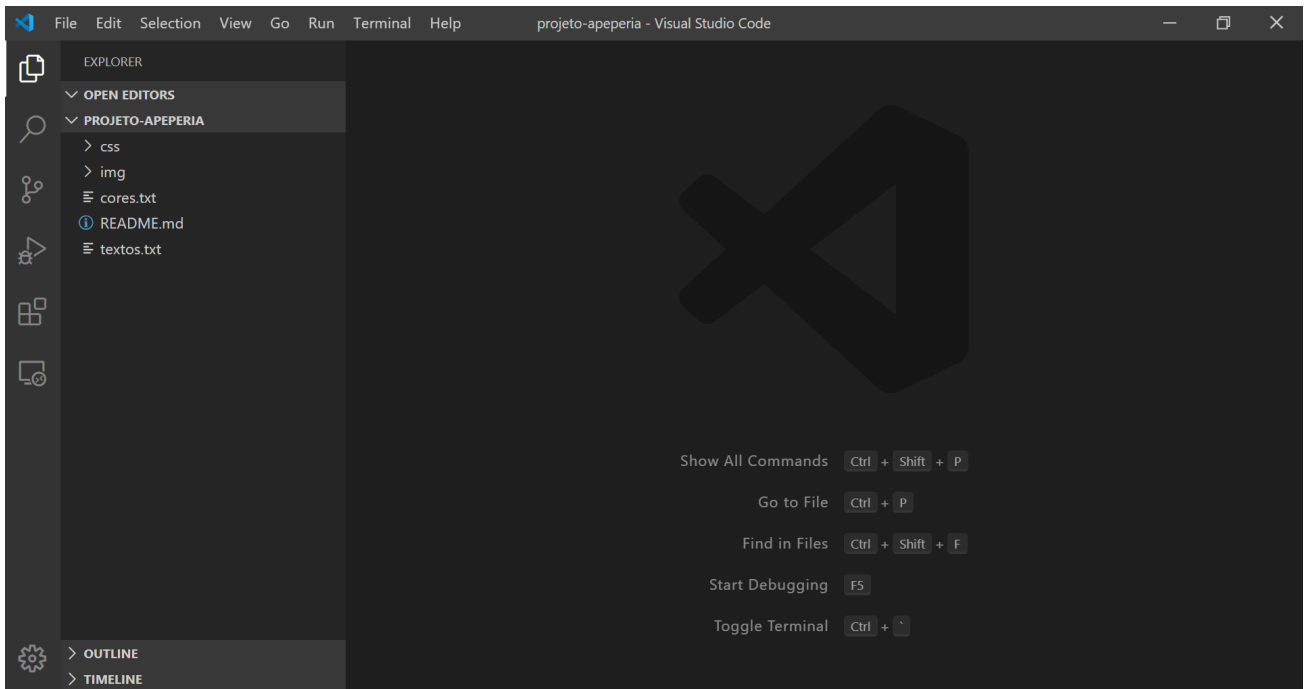 File Edit Selection View Go Run Terminal Help projeto-apeperia - Visual Studio Code
EXPLORER
OPEN EDITORS
PROJETO-APEPERIA
css
img
cores.txt
README.md
textos.txt
Show All Commands Ctrl + Shift + P
Go to File Ctrl + P
Find in Files Ctrl + Shift + F
Start Debugging F5
Toggle Terminal Ctrl + `
OUTLINE
TIMELINE